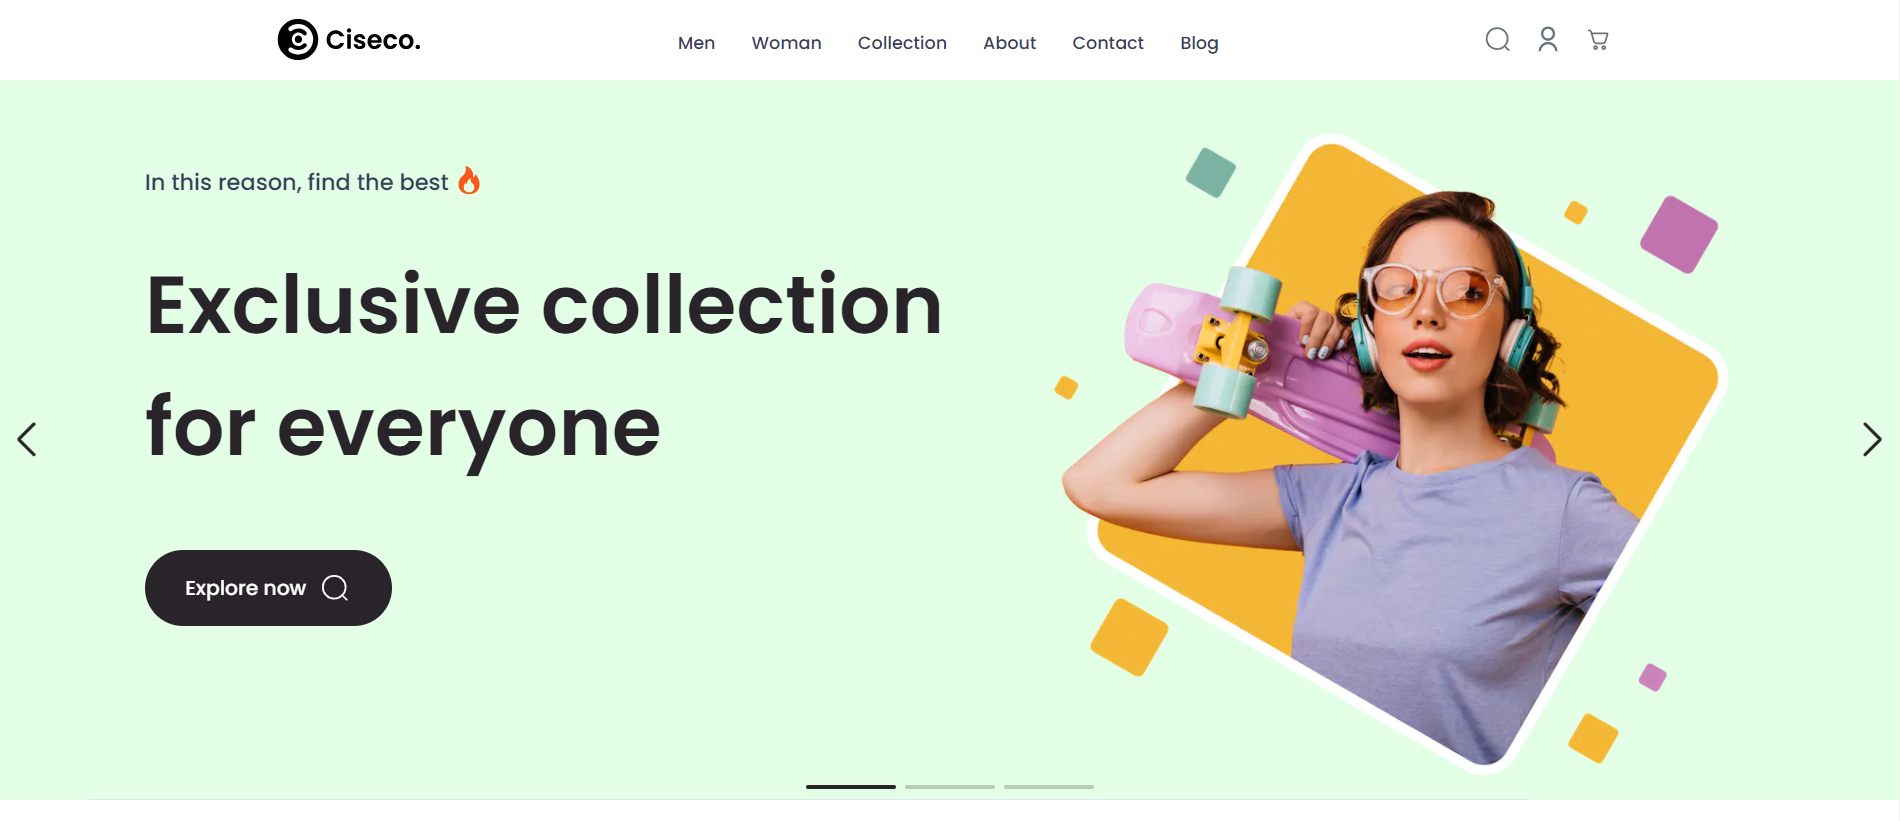 Ciseco.
Men Woman Collection About Contact Blog
In this reason, find the best
Exclusive collection
for everyone
Explore now